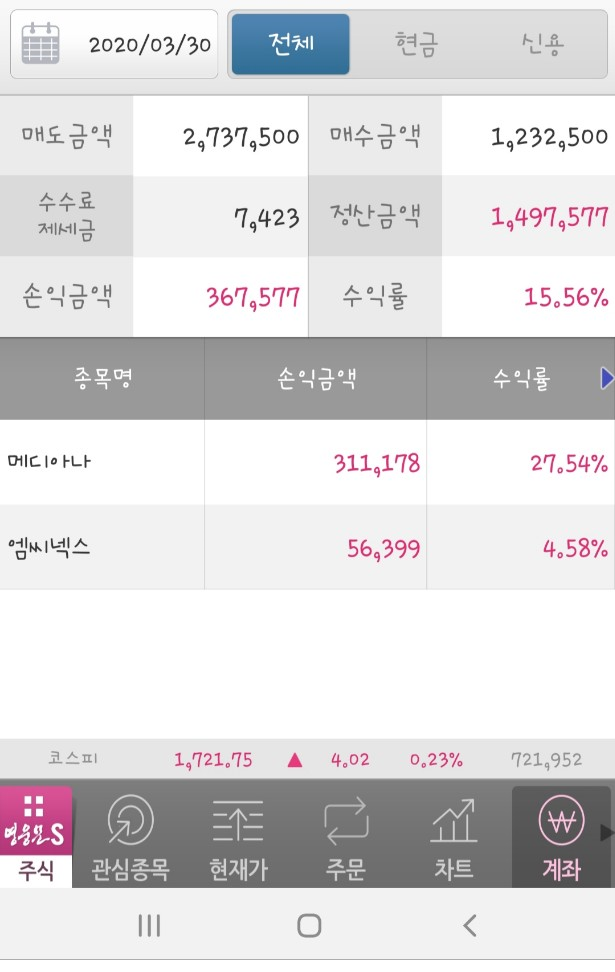 2020/03/30 전체 현금 신용
매도금액 2,737,500 매수금액 1,232,500
수수료
제세금 7,423 정산금액 1,497,577
손익금액 367,577 수익률 15.56%
종목명 손익금액 수익률
메디아나 311,178 27.54%
엠씨넥스 56,399 4.58%
코스피 1,721.75 ▲ 4.02 0.23% 721,952
영웅문S
주식 관심종목 현재가 주문 차트 계좌